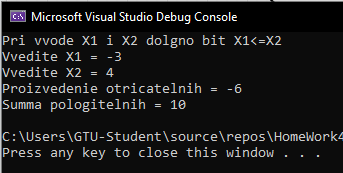 Microsoft Visual Studio Debug Console
Pri vvode X1 i X2 dolgno bit X1<=X2
Vvedite X1 = -3
Vvedite X2 = 4
Proizvedenie otricatelnih = -6
Summa pologitelnih = 10
C:\Users\GTU-Student\source\repos\HomeWork4
Press any key to close this window . . .